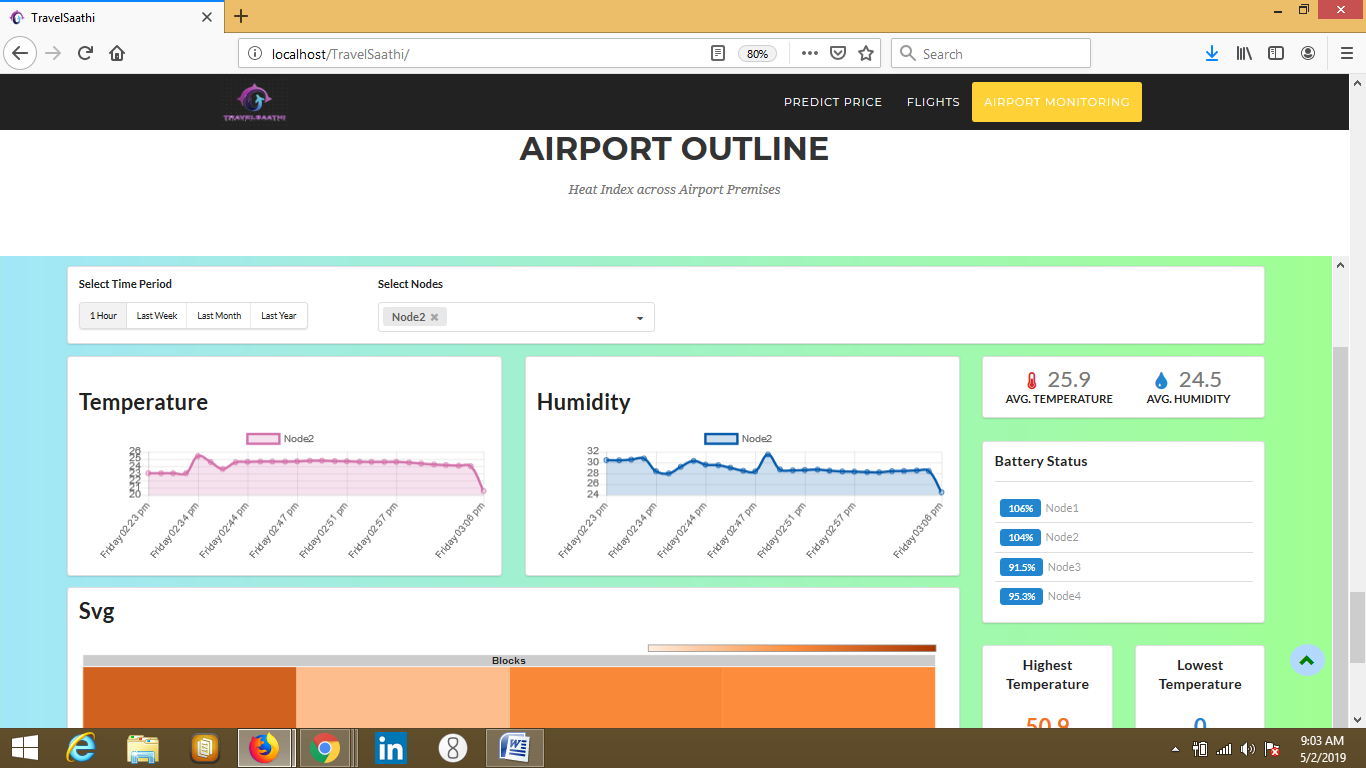 TravelSaathi
localhost/TravelSaathi/
80%
Search
TRAVELSAATHI
PREDICT PRICE FLIGHTS AIRPORT MONITORING
AIRPORT OUTLINE
Heat Index across Airport Premises
Select Time Period
1 Hour Last Week Last Month Last Year
Select Nodes
Node2
Temperature
Node2
26
25
24
23
22
21
20
Friday 02:23 pm
Friday 02:34 pm
Friday 02:44 pm
Friday 02:47 pm
Friday 02:51 pm
Friday 02:57 pm
Friday 03:06 pm
Humidity
Node2
32
30
28
26
24
Friday 02:23 pm
Friday 02:34 pm
Friday 02:44 pm
Friday 02:47 pm
Friday 02:51 pm
Friday 02:57 pm
Friday 03:06 pm
25.9
AVG. TEMPERATURE
24.5
AVG. HUMIDITY
Battery Status
106% Node1
104% Node2
91.5% Node3
95.3% Node4
Svg
Blocks
Highest
Temperature
50.9
Lowest
Temperature
0
9:03 AM
5/2/2019